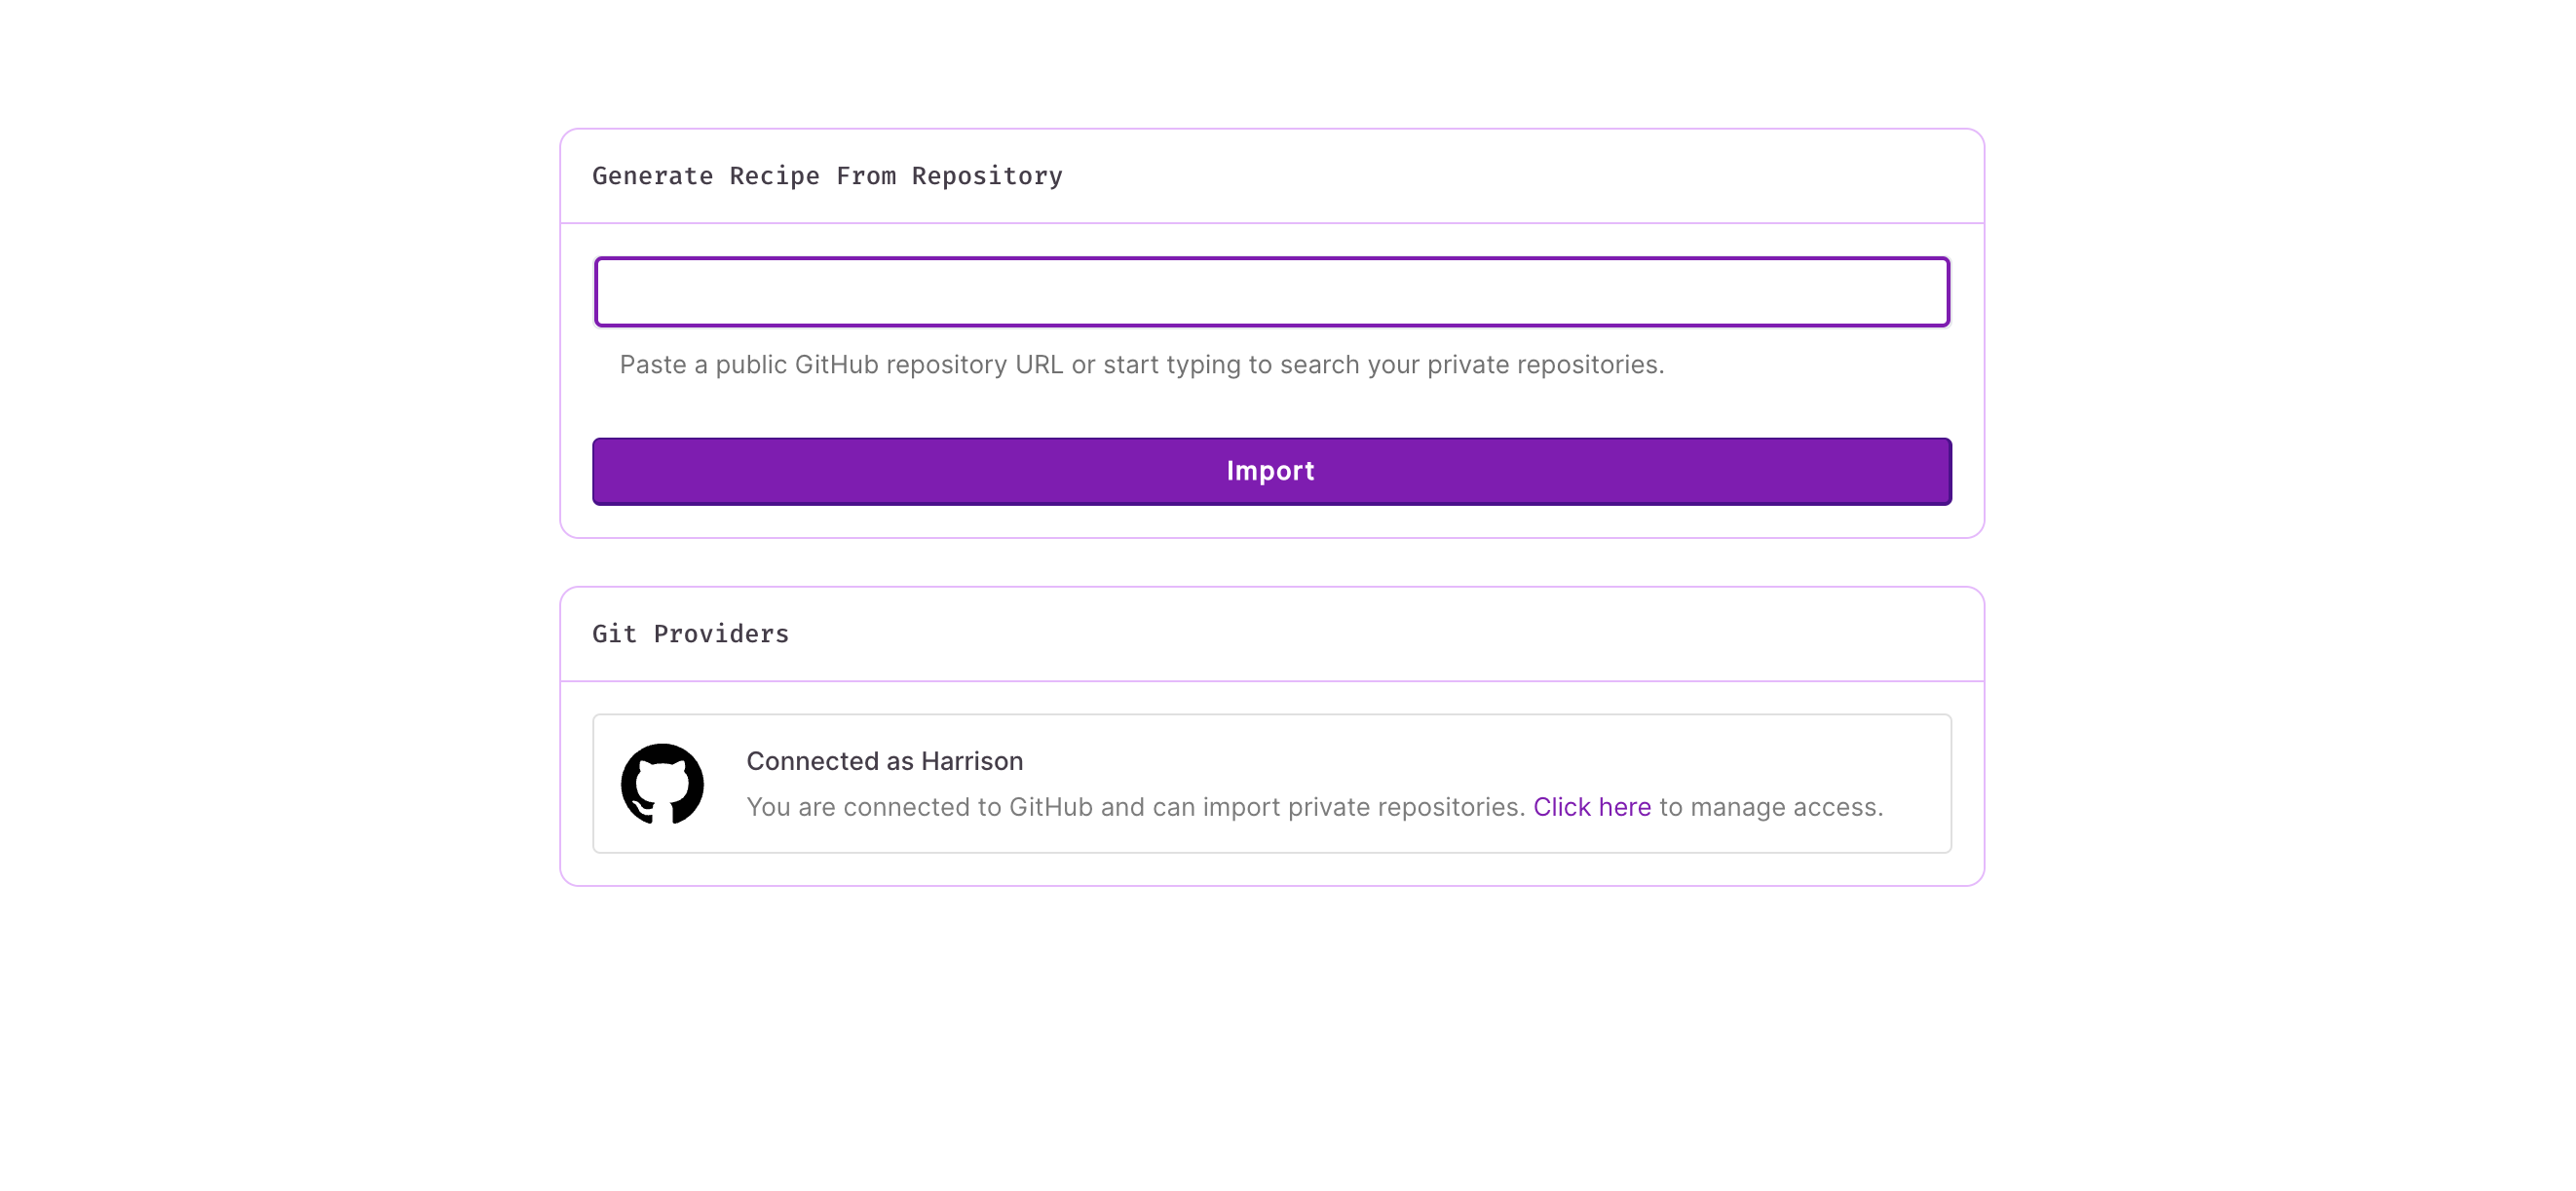 Generate Recipe From Repository
Paste a public GitHub repository URL or start typing to search your private repositories.
Import
Git Providers
Connected as Harrison
You are connected to GitHub and can import private repositories. Click here to manage access.